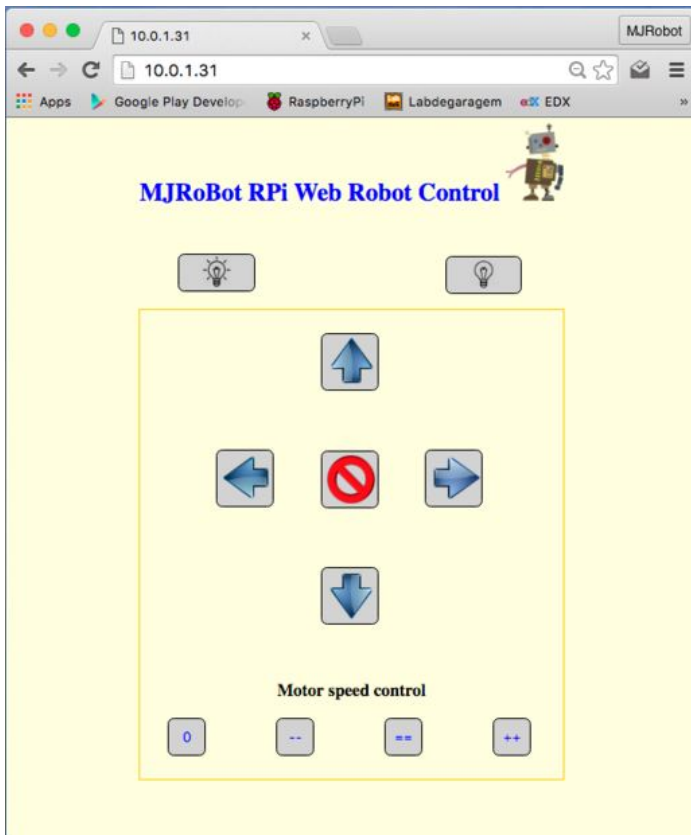 10.0.1.31
MJRobot
10.0.1.31
Apps Google Play Develop RaspberryPi Labdegaragem edX EDX »
MJRoBot RPi Web Robot Control
Motor speed control
0 -- == ++